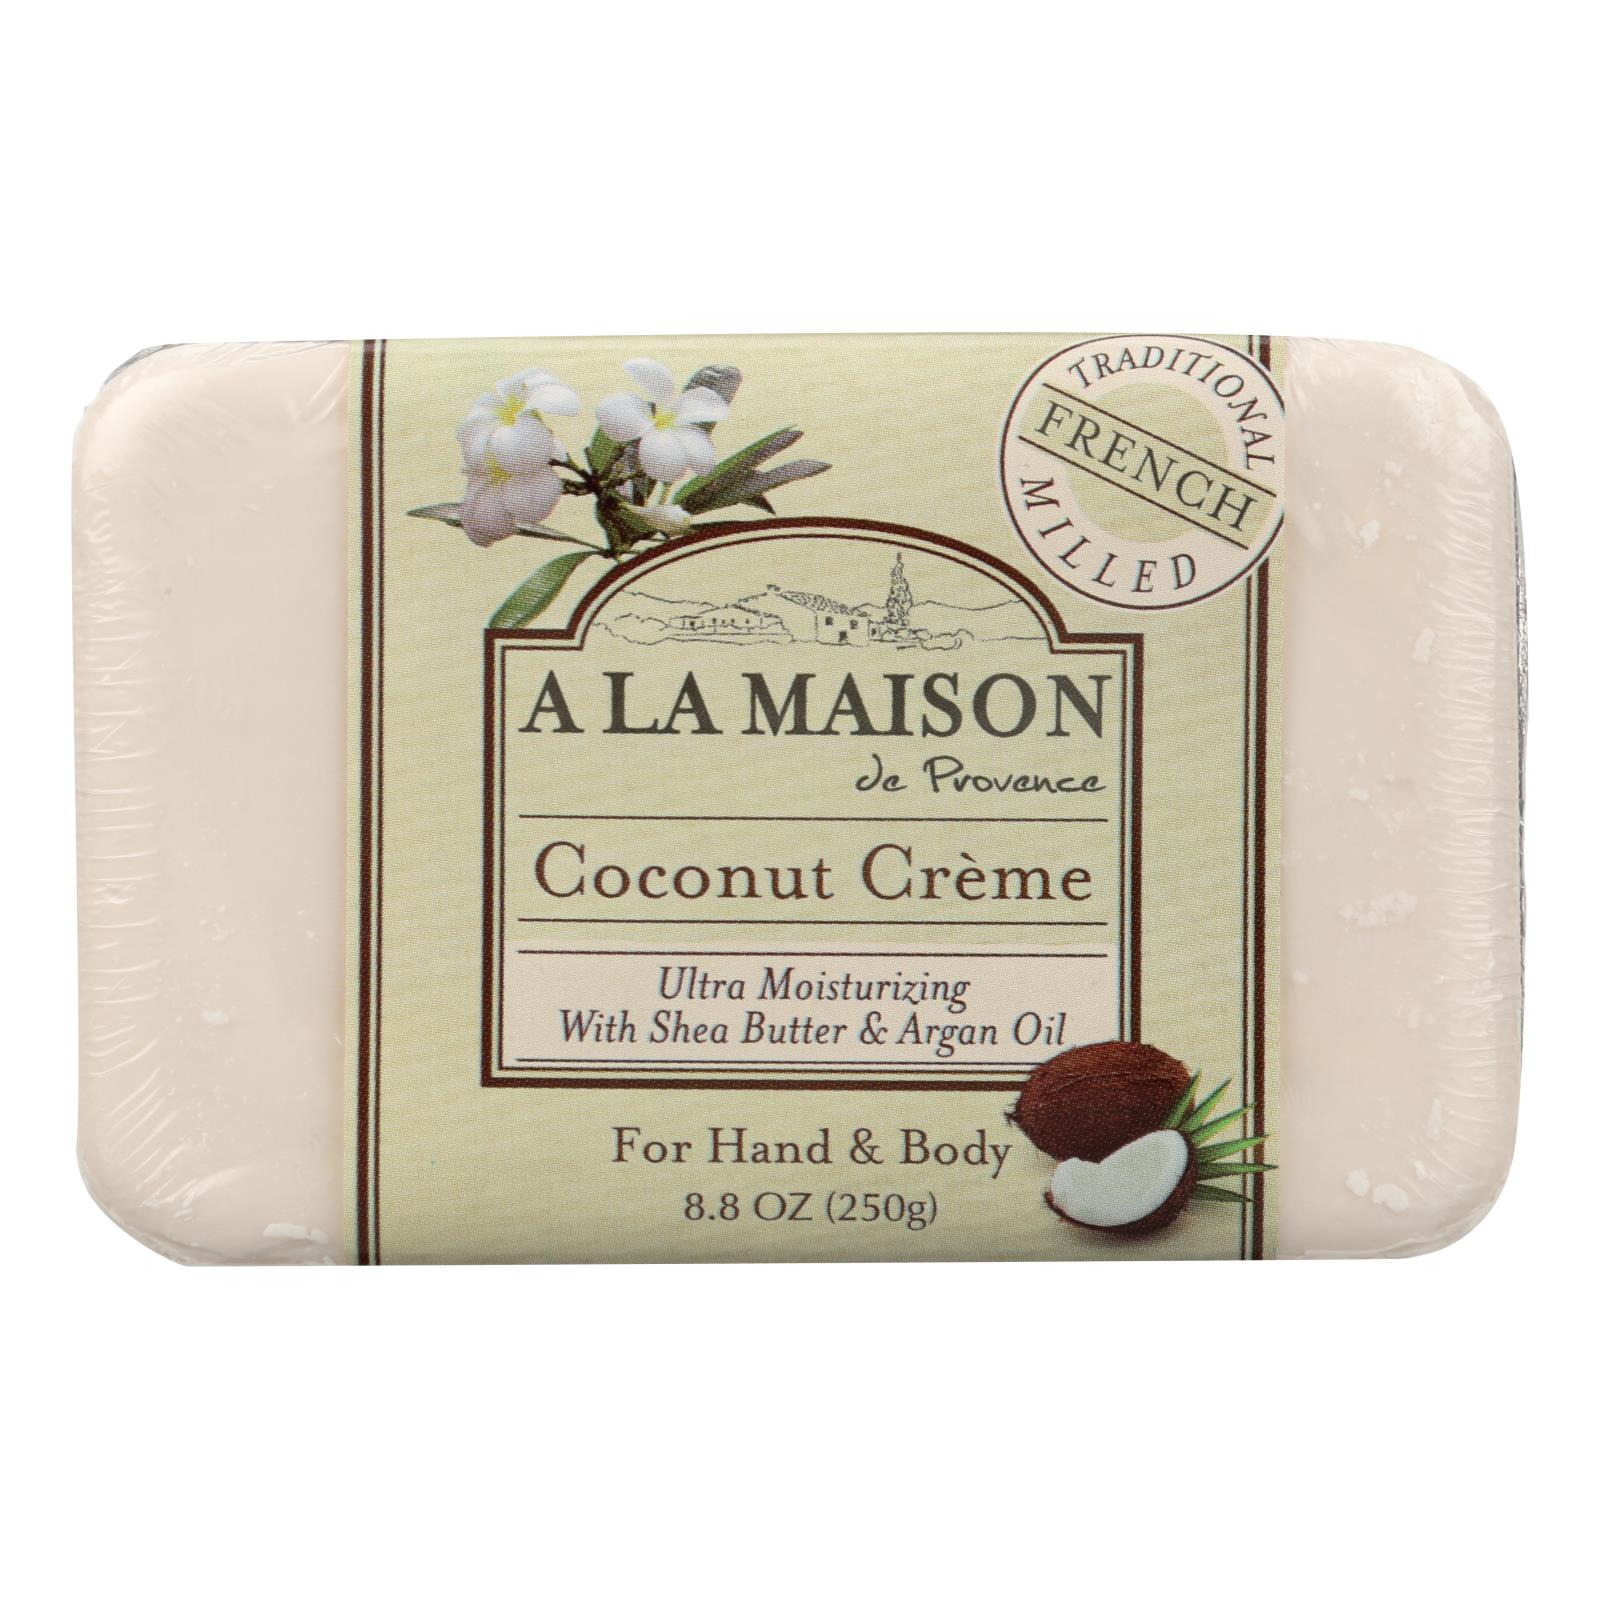 TRADITIONAL
FRENCH
MILLED
A LA MAISON
de Provence
Coconut Crème
Ultra Moisturizing
With Shea Butter & Argan Oil
For Hand & Body
8.8 OZ (250g)